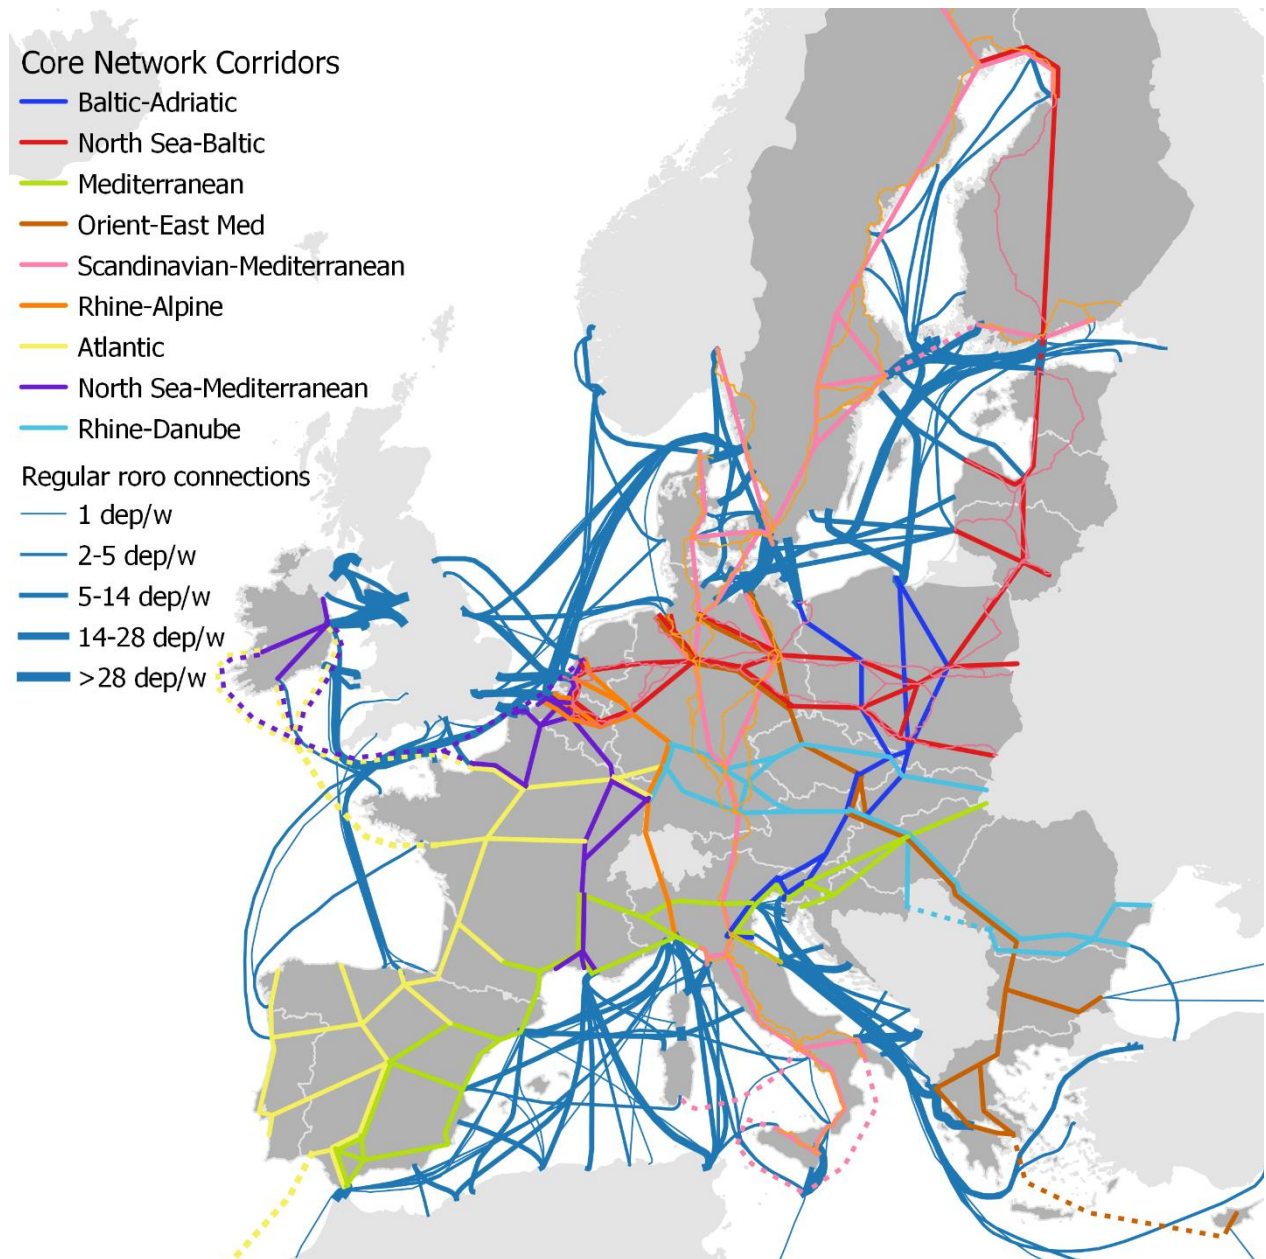 Core Network Corridors
Baltic-Adriatic
North Sea-Baltic
Mediterranean
Orient-East Med
Scandinavian-Mediterranean
Rhine-Alpine
Atlantic
North Sea-Mediterranean
Rhine-Danube
Regular roro connections
1 dep/w
2-5 dep/w
5-14 dep/w
14-28 dep/w
>28 dep/w